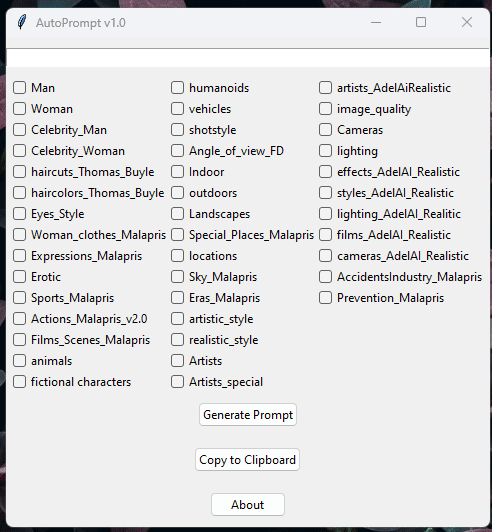 AutoPrompt v1.0
Man humanoids artists_AdelAiRealistic
Woman vehicles image_quality
Celebrity_Man shotstyle Cameras
Celebrity_Woman Angle_of_view_FD lighting
haircuts_Thomas_Buyle Indoor effects_AdelAI_Realistic
haircolors_Thomas_Buyle outdoors styles_AdelAI_Realistic
Eyes_Style Landscapes lighting_AdelAI_Realitic
Woman_clothes_Malapris Special_Places_Malapris films_AdelAI_Realistic
Expressions_Malapris locations cameras_AdelAI_Realistic
Erotic Sky_Malapris AccidentsIndustry_Malapris
Sports_Malapris Eras_Malapris Prevention_Malapris
Actions_Malapris_v2.0 artistic_style
Films_Scenes_Malapris realistic_style
animals Artists
fictional characters Artists_special
Generate Prompt
Copy to Clipboard
About